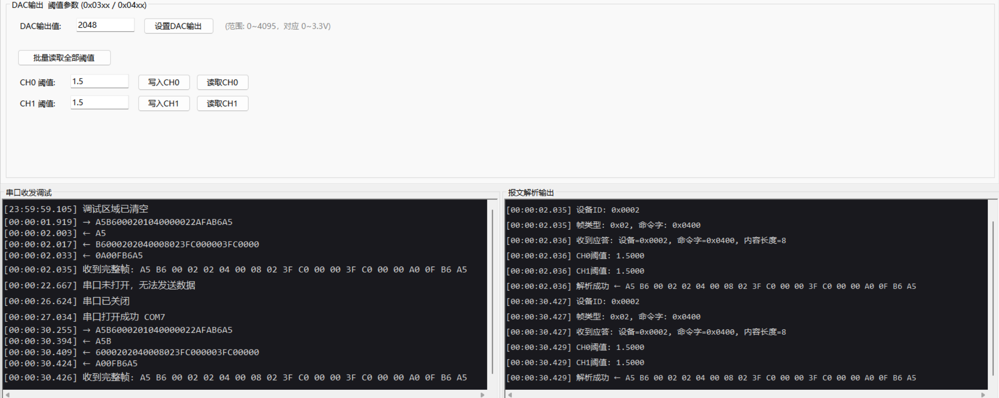 DAC输出 阈值参数 (0x03xx / 0x04xx)
DAC输出值: 2048 设置DAC输出 (范围: 0~4095, 对应 0~3.3V)
批量读取全部阈值
CH0 阈值: 1.5 写入CH0 读取CH0
CH1 阈值: 1.5 写入CH1 读取CH1
串口收发调试
[23:59:59.105] 调试区域已清空
[00:00:01.919] → A5B6000201040000022AFAB6A5
[00:00:02.003] ← A5
[00:00:02.017] ← B6000202040008023FC000003FC0000
[00:00:02.033] ← 0A00FB6A5
[00:00:02.035] 收到完整帧: A5 B6 00 02 02 04 00 08 02 3F C0 00 00 3F C0 00 00 A0 0F B6 A5
[00:00:22.667] 串口未打开, 无法发送数据
[00:00:26.624] 串口已关闭
[00:00:27.034] 串口打开成功 COM7
[00:00:30.255] → A5B6000201040000022AFAB6A5
[00:00:30.394] ← A5B
[00:00:30.409] ← 6000202040008023FC000003FC00000
[00:00:30.424] ← A00FB6A5
[00:00:30.426] 收到完整帧: A5 B6 00 02 02 04 00 08 02 3F C0 00 00 3F C0 00 00 A0 0F B6 A5
报文解析输出
[00:00:02.035] 设备ID: 0x0002
[00:00:02.035] 帧类型: 0x02, 命令字: 0x0400
[00:00:02.036] 收到应答: 设备=0x0002, 命令字=0x0400, 内容长度=8
[00:00:02.036] CH0阈值: 1.5000
[00:00:02.036] CH1阈值: 1.5000
[00:00:02.036] 解析成功 ← A5 B6 00 02 02 04 00 08 02 3F C0 00 00 3F C0 00 00 A0 0F B6 A5
[00:00:30.427] 设备ID: 0x0002
[00:00:30.427] 帧类型: 0x02, 命令字: 0x0400
[00:00:30.427] 收到应答: 设备=0x0002, 命令字=0x0400, 内容长度=8
[00:00:30.429] CH0阈值: 1.5000
[00:00:30.429] CH1阈值: 1.5000
[00:00:30.429] 解析成功 ← A5 B6 00 02 02 04 00 08 02 3F C0 00 00 3F C0 00 00 A0 0F B6 A5